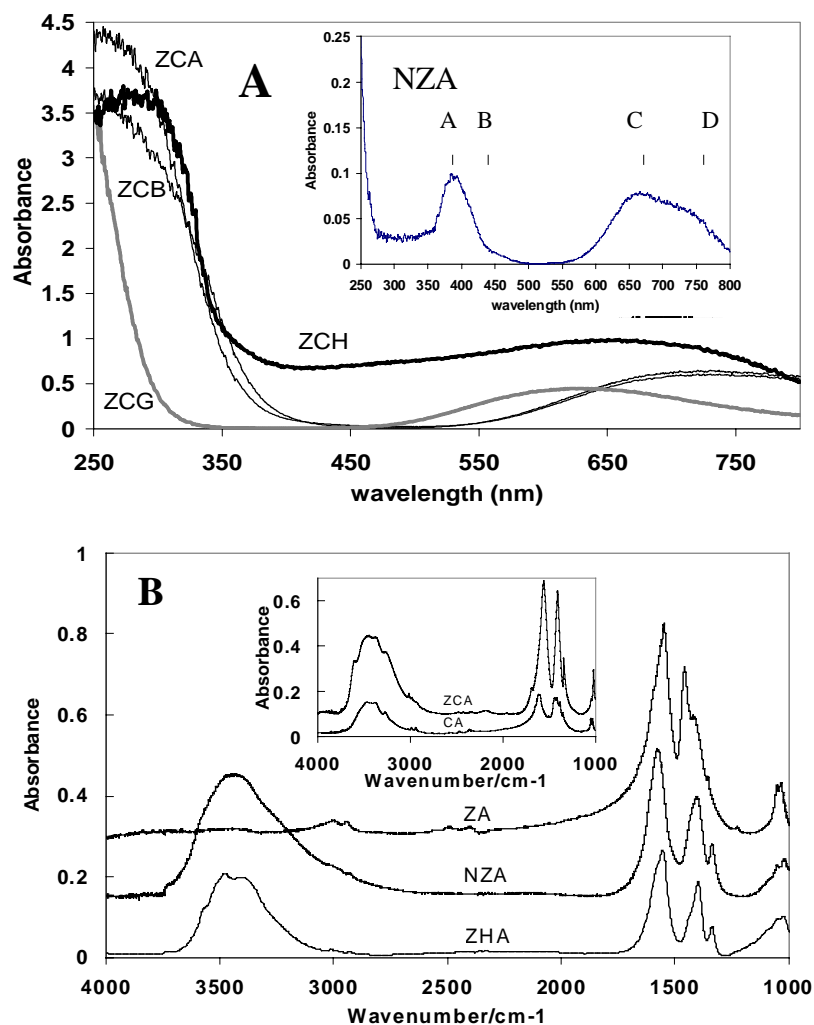 4.5
4
3.5
3
2.5
2
1.5
1
0.5
0
Absorbance
ZCA
A
ZCB
ZCH
ZCG
250 350 450 550 650 750
wavelength (nm)
0.25
0.2
0.15
0.1
0.05
0
Absorbance
NZA
A B C D
250 300 350 400 450 500 550 600 650 700 750 800
wavelength (nm)
1
0.8
0.6
0.4
0.2
0
Absorbance
B
0.6
0.4
0.2
0
Absorbance
ZCA
CA
4000 3000 2000 1000
Wavenumber/cm-1
ZA
NZA
ZHA
4000 3500 3000 2500 2000 1500 1000
Wavenumber/cm-1